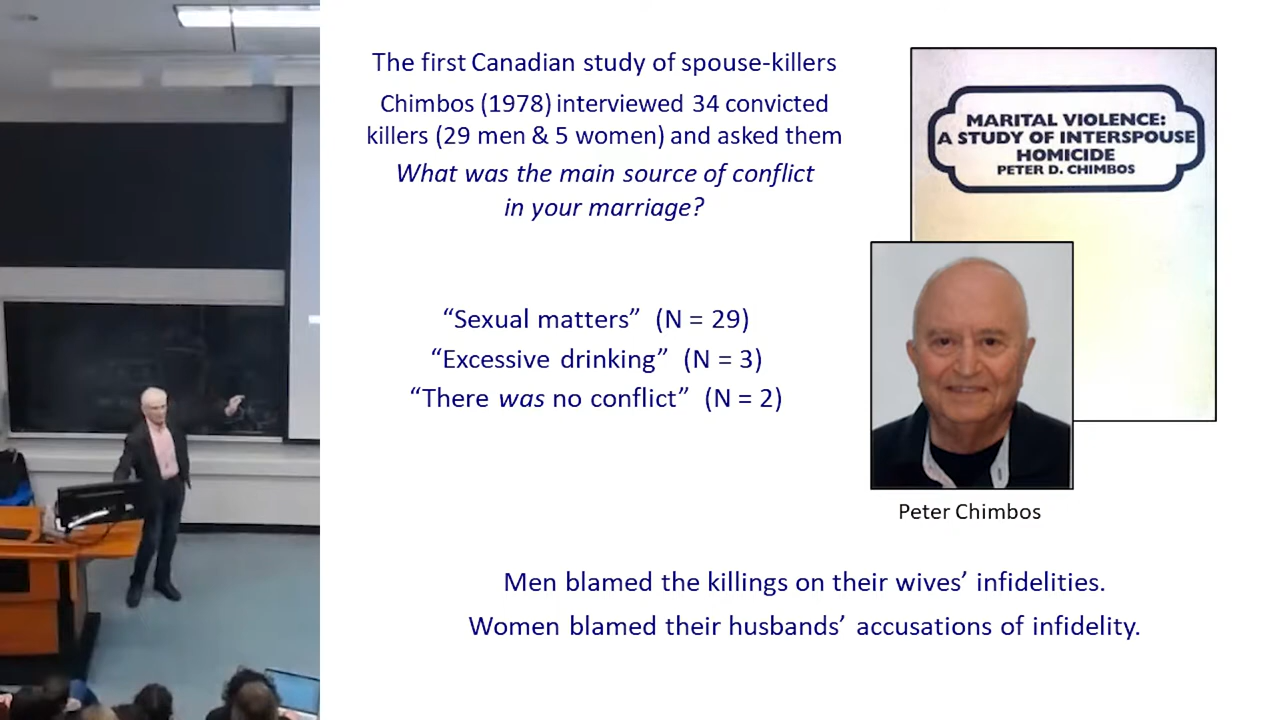 The first Canadian study of spouse-killers
Chimbos (1978) interviewed 34 convicted
killers (29 men & 5 women) and asked them
What was the main source of conflict
in your marriage?
“Sexual matters” (N = 29)
“Excessive drinking” (N = 3)
“There was no conflict” (N = 2)
MARITAL VIOLENCE:
A STUDY OF INTERSPOUSE
HOMICIDE
PETER D. CHIMBOS
Peter Chimbos
Men blamed the killings on their wives’ infidelities.
Women blamed their husbands’ accusations of infidelity.